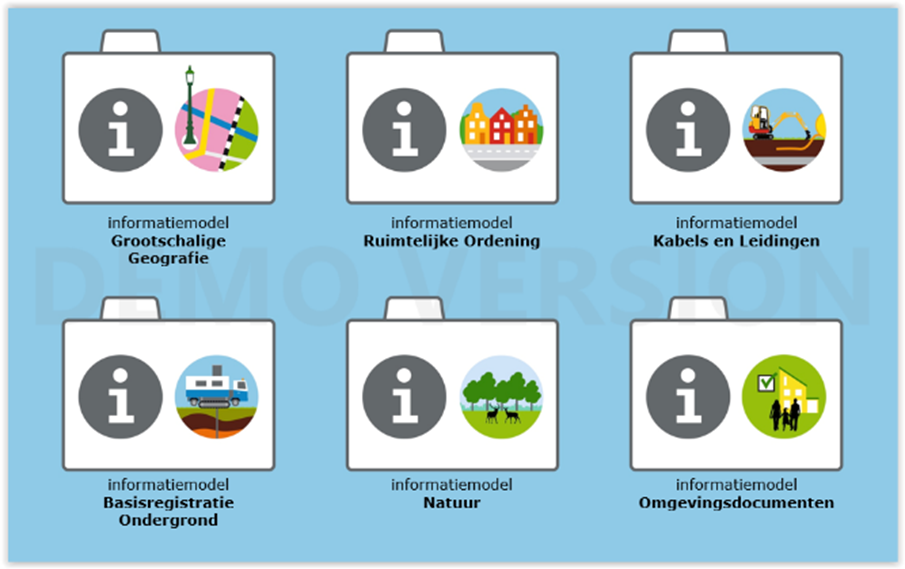 informatiemodel
Grootschalige
Geografie
informatiemodel
Ruimtelijke Ordening
informatiemodel
Kabels en Leidingen
DEMO VERSION
informatiemodel
Basisregistratie
Ondergrond
informatiemodel
Natuur
informatiemodel
Omgevingsdocumenten